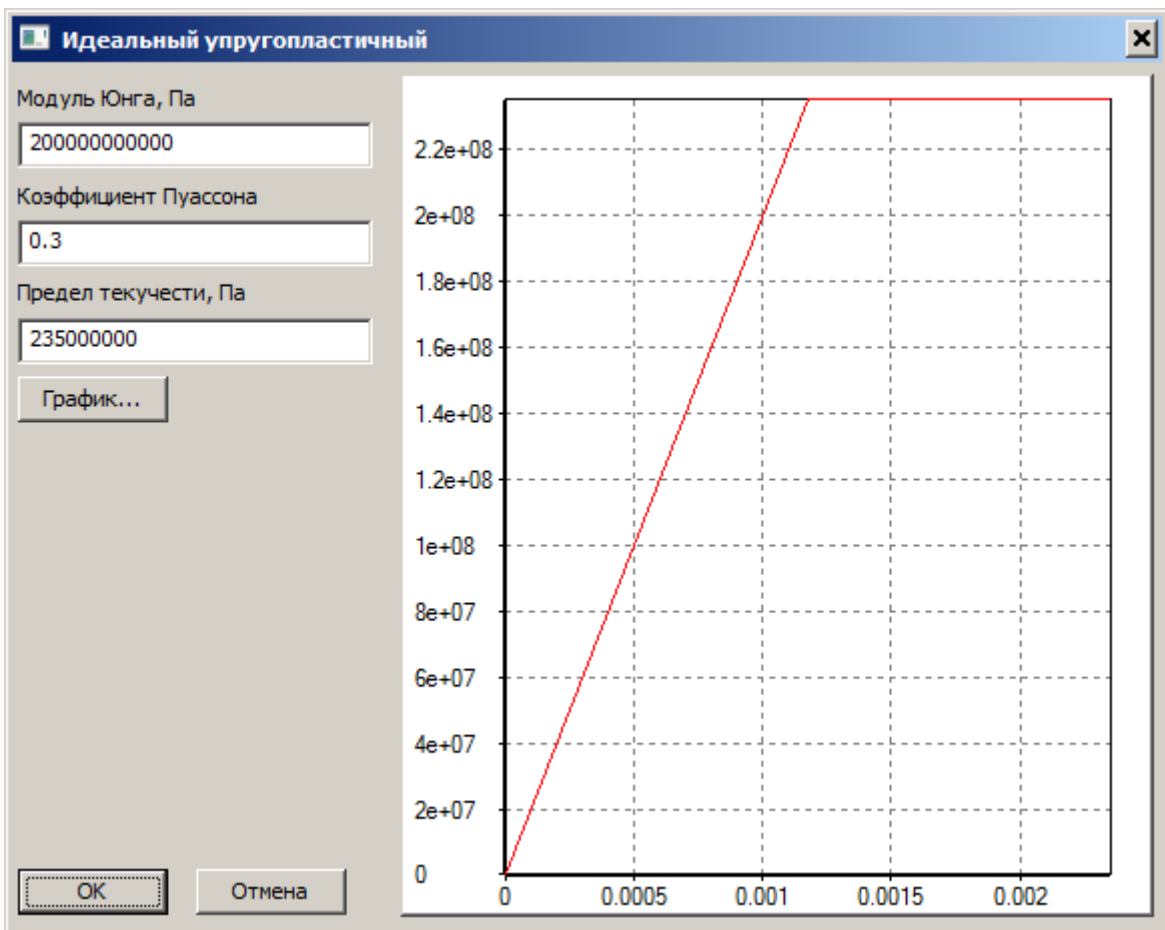 Идеальный упругопластичный
Модуль Юнга, Па
200000000000
Коэффициент Пуассона
0.3
Предел текучести, Па
235000000
График...
OK
Отмена
2.2e+08
2e+08
1.8e+08
1.6e+08
1.4e+08
1.2e+08
1e+08
8e+07
6e+07
4e+07
2e+07
0
0 0.0005 0.001 0.0015 0.002